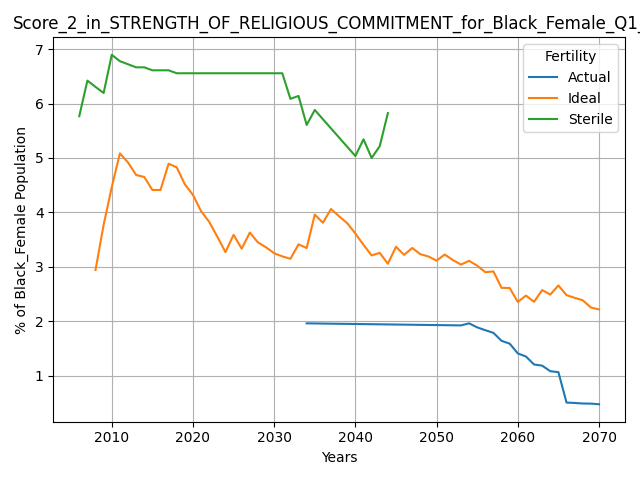 Score_2_in_STRENGTH_OF_RELIGIOUS_COMMITMENT_for_Black_Female_Q1_
Fertility
Actual
Ideal
Sterile
% of Black_Female Population
7
6
5
4
3
2
1
2010 2020 2030 2040 2050 2060 2070
Years